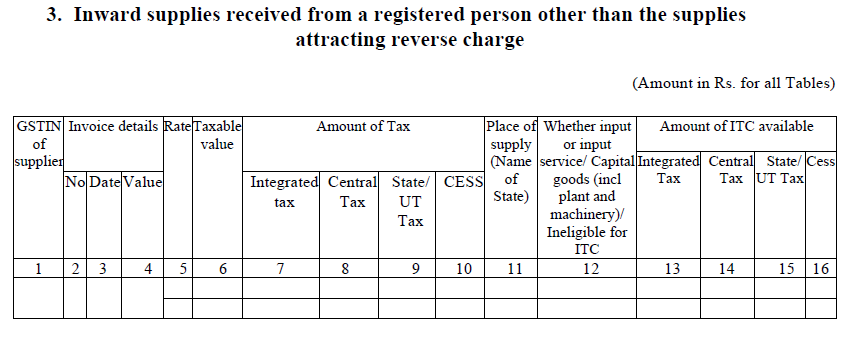 3. Inward supplies received from a registered person other than the supplies
attracting reverse charge
(Amount in Rs. for all Tables)
GSTIN of supplier
Invoice details
Rate
Taxable value
Amount of Tax
Place of supply (Name of State)
Whether input or input service/ Capital goods (incl plant and machinery)/ Ineligible for ITC
Amount of ITC available
No
Date
Value
Integrated tax
Central Tax
State/ UT Tax
CESS
Integrated Tax
Central Tax
State/ UT Tax
Cess
1 2 3 4 5 6 7 8 9 10 11 12 13 14 15 16